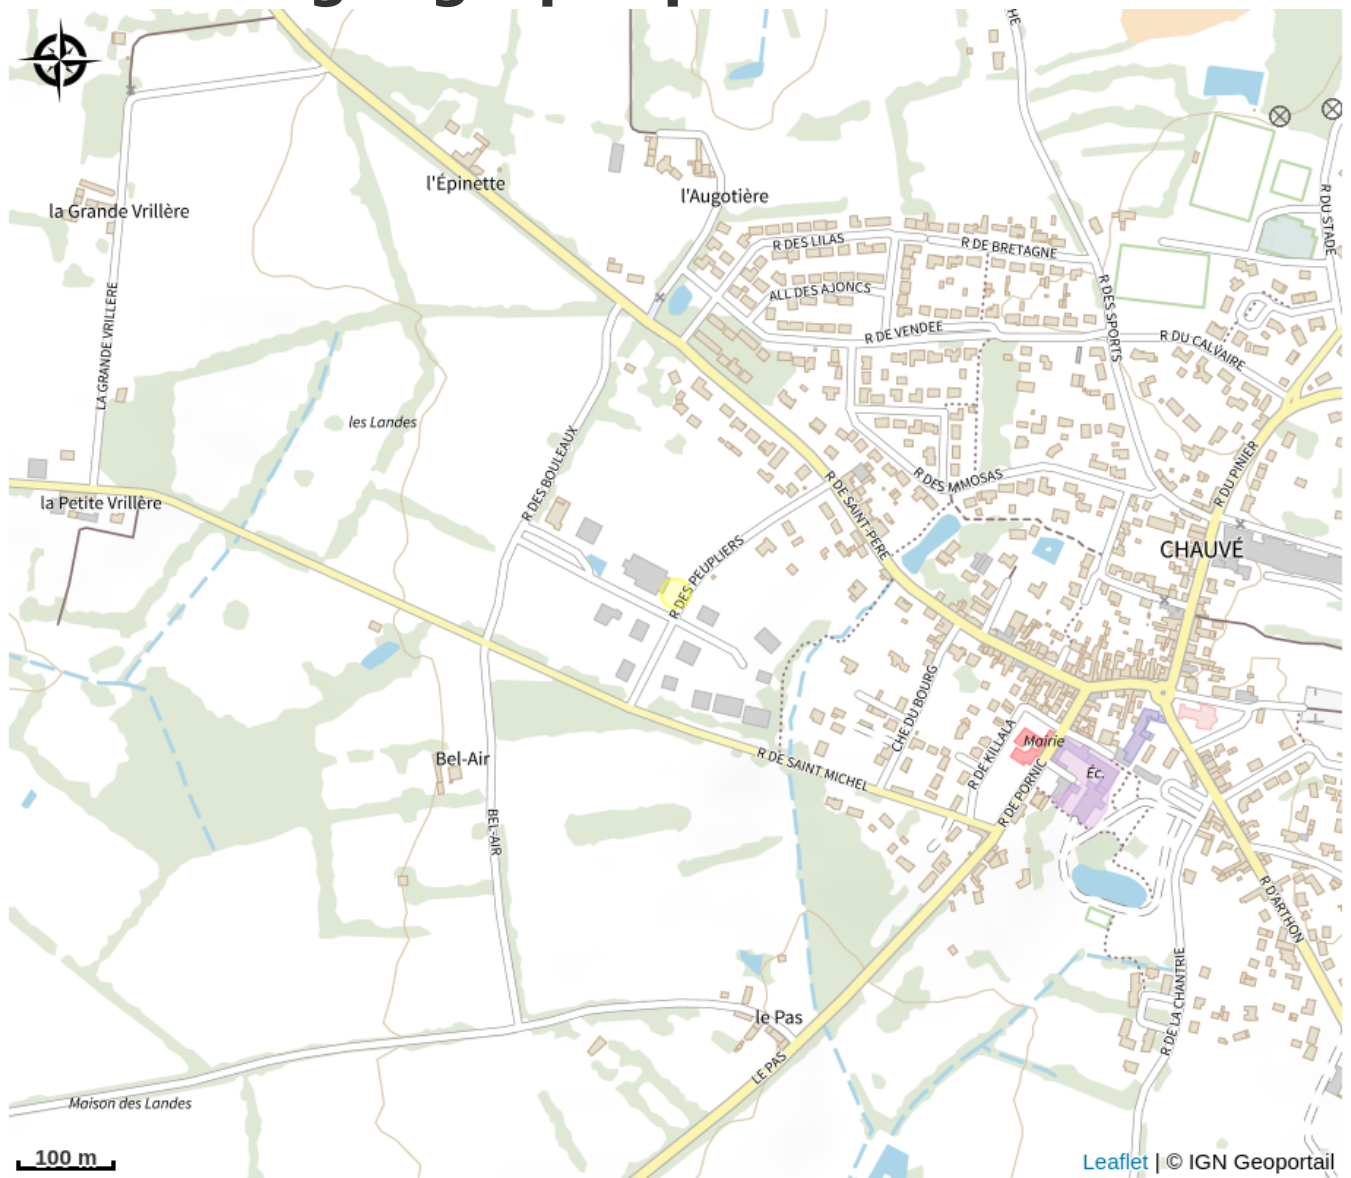 HE
l'Épinette
l'Augotière
la Grande Vrillère
R DU STADE
R DES LILAS
R DE BRETAGNE
ALL DES AJONCS
R DE VENDEE
R DES SPORTS
R DU CALVAIRE
LA GRANDE VRILLERE
les Landes
R DES BOULEAUX
R DES MIMOSAS
R DU PINIER
la Petite Vrillère
R DE SAINT-PERE
CHAUVÉ
R DES PEUPLIERS
CHE DU BOURG
Mairie
R DE KILLALA
Éc.
R DE SAINT MICHEL
R DE PORNIC
Bel-Air
BEL-AIR
R D'ARTHON
R DE LA CHANTRIE
le Pas
LE PAS
Maison des Landes
100 m
Leaflet | © IGN Geoportail